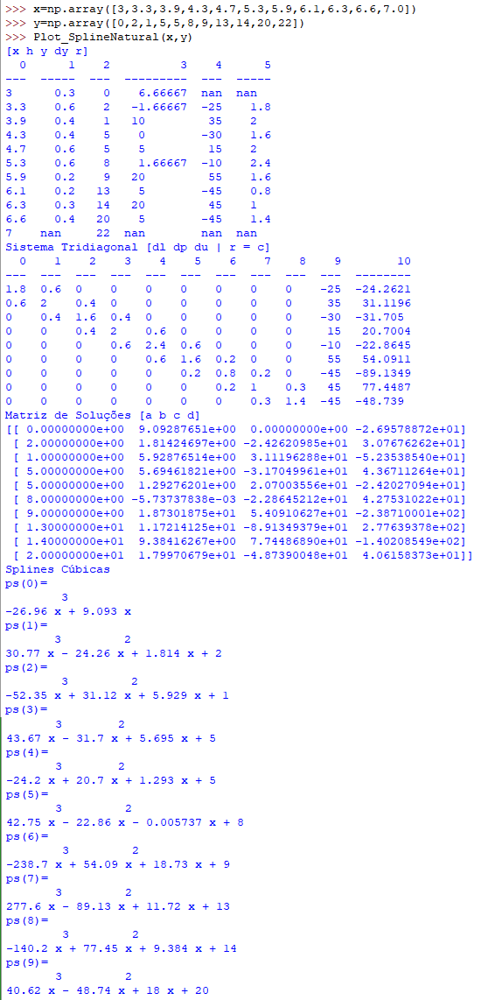 >>> x=np.array([3,3.3,3.9,4.3,4.7,5.3,5.9,6.1,6.3,6.6,7.0])
>>> y=np.array([0,2,1,5,5,8,9,13,14,20,22])
>>> Plot_SplineNatural(x,y)
[x h y dy r]
0 1 2 3 4 5
--- ----- --- --------- --- -----
3 0.3 0 6.66667 nan nan
3.3 0.6 2 -1.66667 -25 1.8
3.9 0.4 1 10 35 2
4.3 0.4 5 0 -30 1.6
4.7 0.6 5 5 15 2
5.3 0.6 8 1.66667 -10 2.4
5.9 0.2 9 20 55 1.6
6.1 0.2 13 5 -45 0.8
6.3 0.3 14 20 45 1
6.6 0.4 20 5 -45 1.4
7 nan 22 nan nan nan
Sistema Tridiagonal [dl dp du | r = c]
0 1 2 3 4 5 6 7 8 9 10
--- --- --- --- --- --- --- --- --- --- --------
1.8 0.6 0 0 0 0 0 0 0 -25 -24.2621
0.6 2 0.4 0 0 0 0 0 0 35 31.1196
0 0.4 1.6 0.4 0 0 0 0 0 -30 -31.705
0 0 0.4 2 0.6 0 0 0 0 15 20.7004
0 0 0 0.6 2.4 0.6 0 0 0 -10 -22.8645
0 0 0 0 0.6 1.6 0.2 0 0 55 54.0911
0 0 0 0 0 0.2 0.8 0.2 0 -45 -89.1349
0 0 0 0 0 0 0.2 1 0.3 45 77.4487
0 0 0 0 0 0 0 0.3 1.4 -45 -48.739
Matriz de Soluções [a b c d]
[[ 0.00000000e+00 9.09287651e+00 0.00000000e+00 -2.69578872e+01]
[ 2.00000000e+00 1.81424697e+00 -2.42620985e+01 3.07676262e+01]
[ 1.00000000e+00 5.92876514e+00 3.11196288e+01 -5.23538540e+01]
[ 5.00000000e+00 5.69461821e+00 -3.17049961e+01 4.36711264e+01]
[ 5.00000000e+00 1.29276201e+00 2.07003556e+01 -2.42027094e+01]
[ 8.00000000e+00 -5.73737838e-03 -2.28645212e+01 4.27531022e+01]
[ 9.00000000e+00 1.87301875e+01 5.40910627e+01 -2.38710001e+02]
[ 1.30000000e+01 1.17214125e+01 -8.91349379e+01 2.77639378e+02]
[ 1.40000000e+01 9.38416267e+00 7.74486890e+01 -1.40208549e+02]
[ 2.00000000e+01 1.79970679e+01 -4.87390048e+01 4.06158373e+01]]
Splines Cúbicas
ps(0)=
3
-26.96 x + 9.093 x
ps(1)=
3 2
30.77 x - 24.26 x + 1.814 x + 2
ps(2)=
3 2
-52.35 x + 31.12 x + 5.929 x + 1
ps(3)=
3 2
43.67 x - 31.7 x + 5.695 x + 5
ps(4)=
3 2
-24.2 x + 20.7 x + 1.293 x + 5
ps(5)=
3 2
42.75 x - 22.86 x - 0.005737 x + 8
ps(6)=
3 2
-238.7 x + 54.09 x + 18.73 x + 9
ps(7)=
3 2
277.6 x - 89.13 x + 11.72 x + 13
ps(8)=
3 2
-140.2 x + 77.45 x + 9.384 x + 14
ps(9)=
3 2
40.62 x - 48.74 x + 18 x + 20